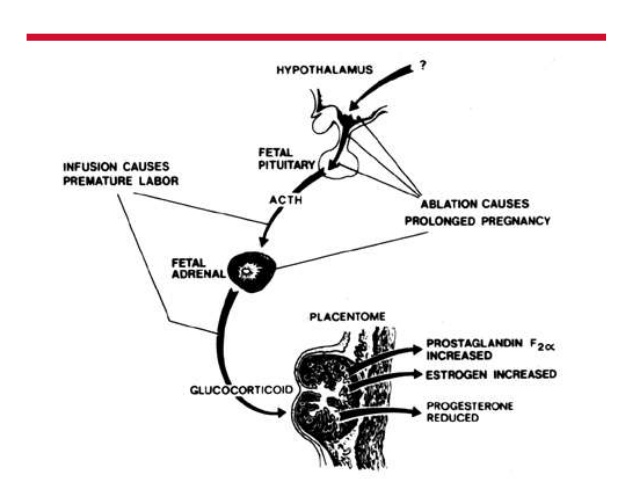 HYPOTHALAMUS
?
FETAL
PITUITARY
INFUSION CAUSES
PREMATURE LABOR
ACTH
ABLATION CAUSES
PROLONGED PREGNANCY
FETAL
ADRENAL
PLACENTOME
PROSTAGLANDIN F2α
INCREASED
ESTROGEN INCREASED
GLUCOCORTICOID
PROGESTERONE
REDUCED